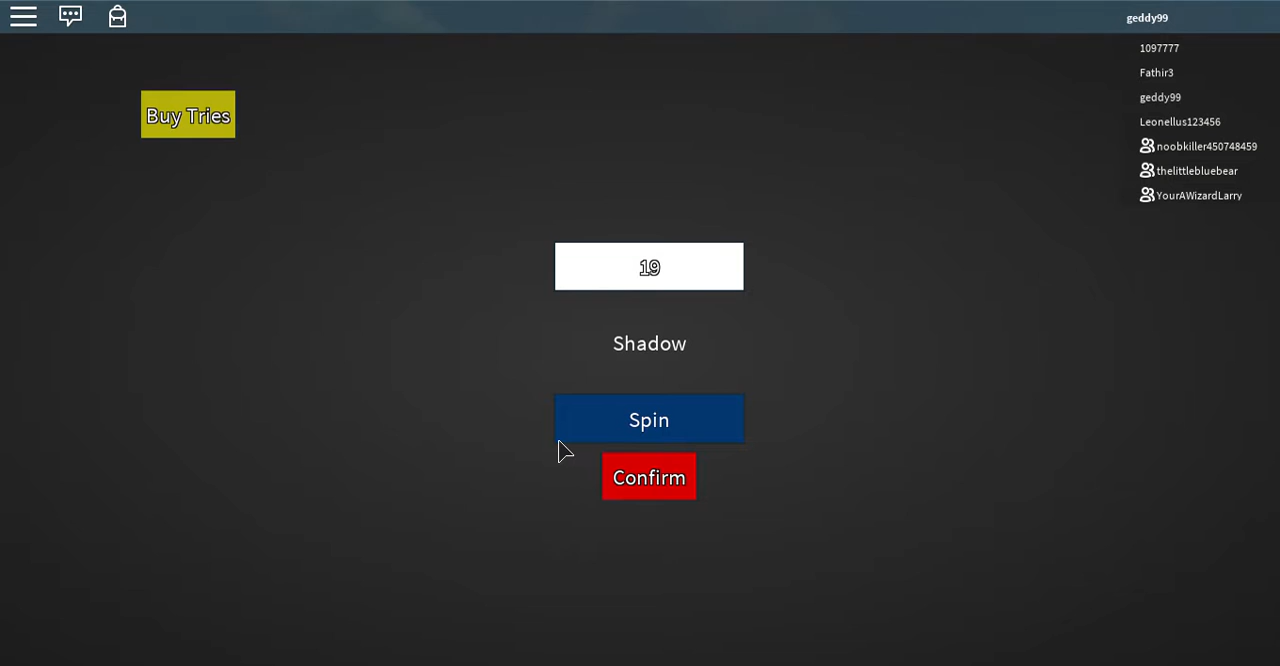 geddy99
1097777
Fathir3
geddy99
Leonellus123456
noobkiller450748459
thelittlebluebear
YourAWizardLarry
Buy Tries
19
Shadow
Spin
Confirm